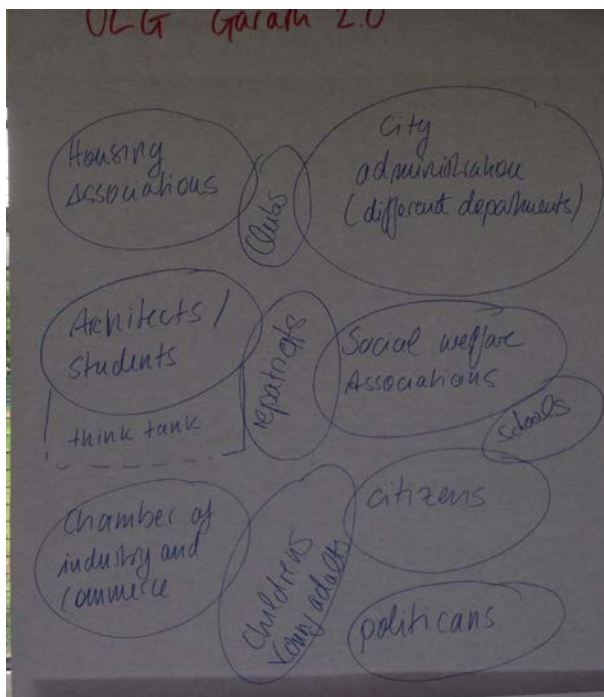 ULG Garath 2.0
Housing
Associations
Clubs
City
administration
(different departments)
Architects /
Students
think tank
repatriots
Social welfare
Associations
schools
Chamber of
industry and
commerce
Childrens
Young adults
citizens
politicans